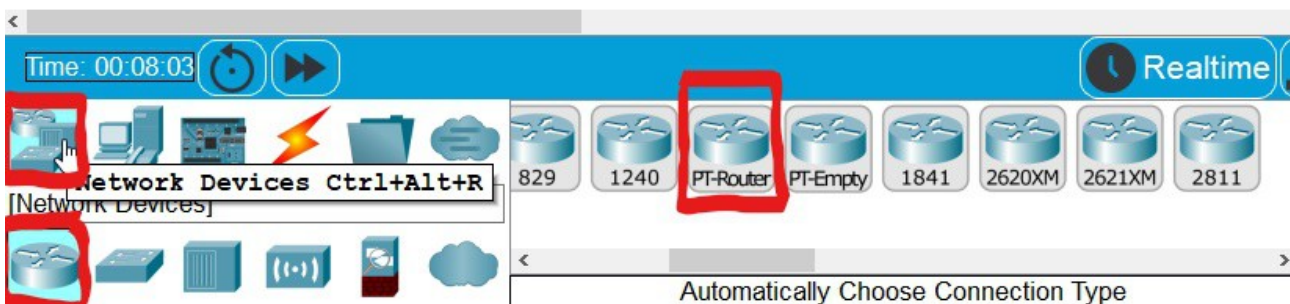 Time: 00:08:03
Realtime
Network Devices Ctrl+Alt+R
[Network Devices]
829
1240
PT-Router
PT-Empty
1841
2620XM
2621XM
2811
Automatically Choose Connection Type